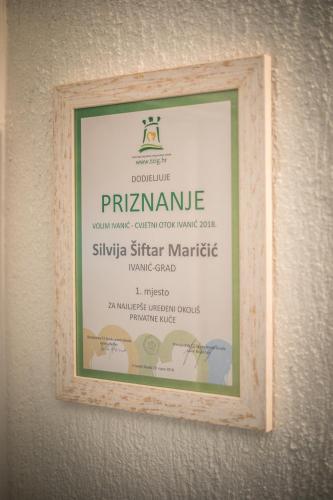 www.tzig.hr
DODJELJUJE
PRIZNANJE
VOLIM IVANIĆ - CVJETNI OTOK IVANIĆ 2018.
Silvija Šiftar Maričić
IVANIĆ-GRAD
1. mjesto
ZA NAJLJEPŠE UREĐENI OKOLIŠ
PRIVATNE KUĆE